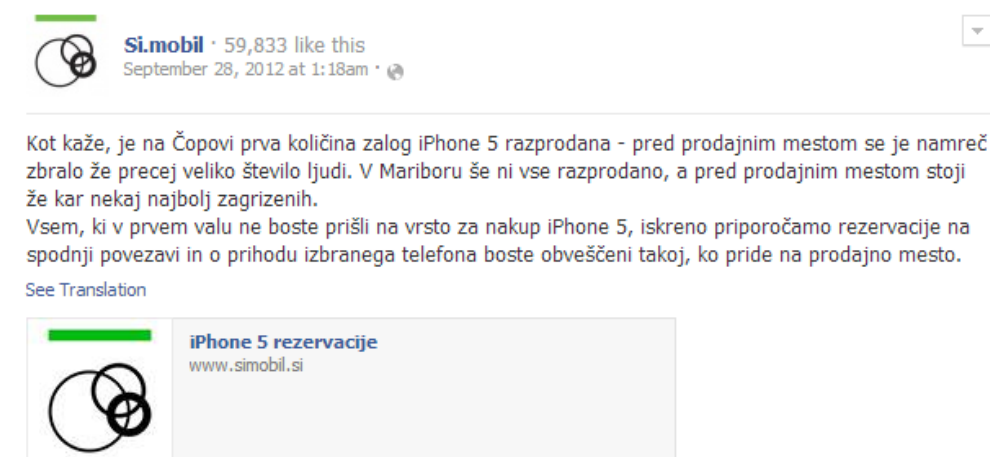 Si.mobil · 59,833 like this
September 28, 2012 at 1:18am ·
Kot kaže, je na Čopovi prva količina zalog iPhone 5 razprodana - pred prodajnim mestom se je namreč
zbralo že precej veliko število ljudi. V Mariboru še ni vse razprodano, a pred prodajnim mestom stoji
že kar nekaj najbolj zagrizenih.
Vsem, ki v prvem valu ne boste prišli na vrsto za nakup iPhone 5, iskreno priporočamo rezervacije na
spodnji povezavi in o prihodu izbranega telefona boste obveščeni takoj, ko pride na prodajno mesto.
See Translation
iPhone 5 rezervacije
www.simobil.si